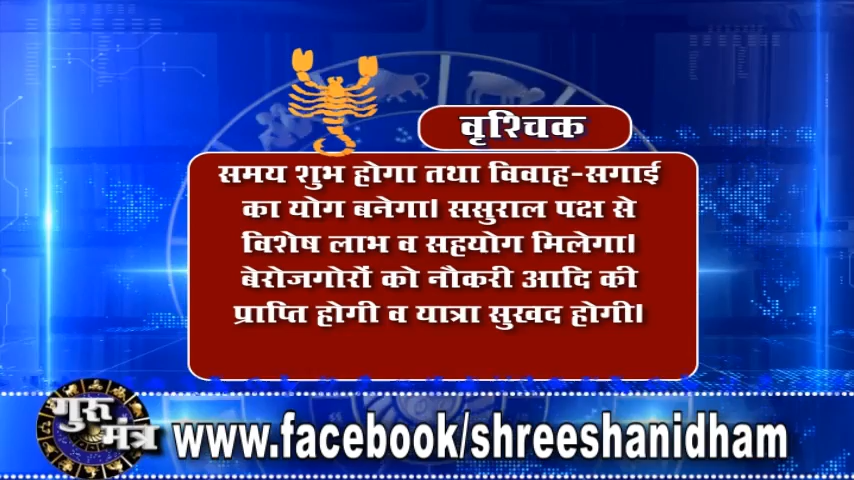 वृश्चिक
समय शुभ होगा तथा विवाह-सगाई
का योग बनेगा। ससुराल पक्ष से
विशेष लाभ व सहयोग मिलेगा।
बेरोजगोरों को नौकरी आदि की
प्राप्ति होगी व यात्रा सुखद होगी।
गुरू
मंत्र
www.facebook/shreeshanidham